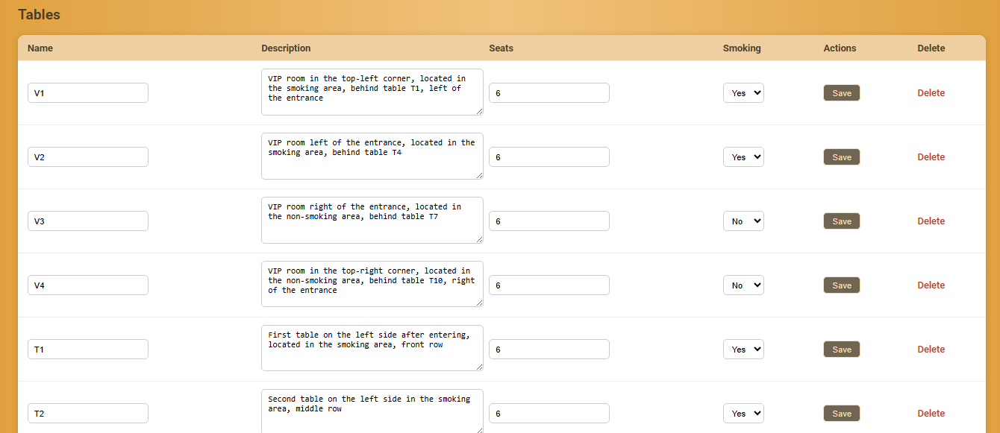 Tables
Name Description Seats Smoking Actions Delete
V1
VIP room in the top-left corner, located in
the smoking area, behind table T1, left of
the entrance
6 Yes Save Delete
V2
VIP room left of the entrance, located in the
smoking area, behind table T4
6 Yes Save Delete
V3
VIP room right of the entrance, located in
the non-smoking area, behind table T7
6 No Save Delete
V4
VIP room in the top-right corner, located in
the non-smoking area, behind table T10, right
of the entrance
6 No Save Delete
T1
First table on the left side after entering,
located in the smoking area, front row
6 Yes Save Delete
T2
Second table on the left side in the smoking
area, middle row
6 Yes Save Delete